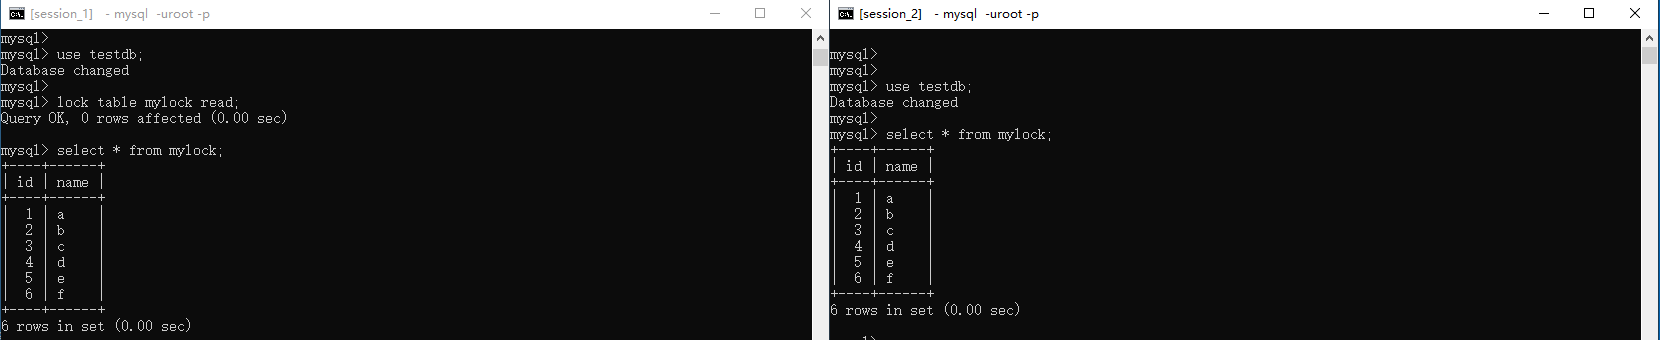 [session_1]   - mysql  -uroot -p
mysql>
mysql> use testdb;
Database changed
mysql>
mysql> lock table mylock read;
Query OK, 0 rows affected (0.00 sec)
mysql> select * from mylock;
+----+------+
| id | name |
+----+------+
|  1 | a    |
|  2 | b    |
|  3 | c    |
|  4 | d    |
|  5 | e    |
|  6 | f    |
+----+------+
6 rows in set (0.00 sec)
[session_2]   - mysql  -uroot -p
mysql>
mysql>
mysql> use testdb;
Database changed
mysql>
mysql> select * from mylock;
+----+------+
| id | name |
+----+------+
|  1 | a    |
|  2 | b    |
|  3 | c    |
|  4 | d    |
|  5 | e    |
|  6 | f    |
+----+------+
6 rows in set (0.00 sec)